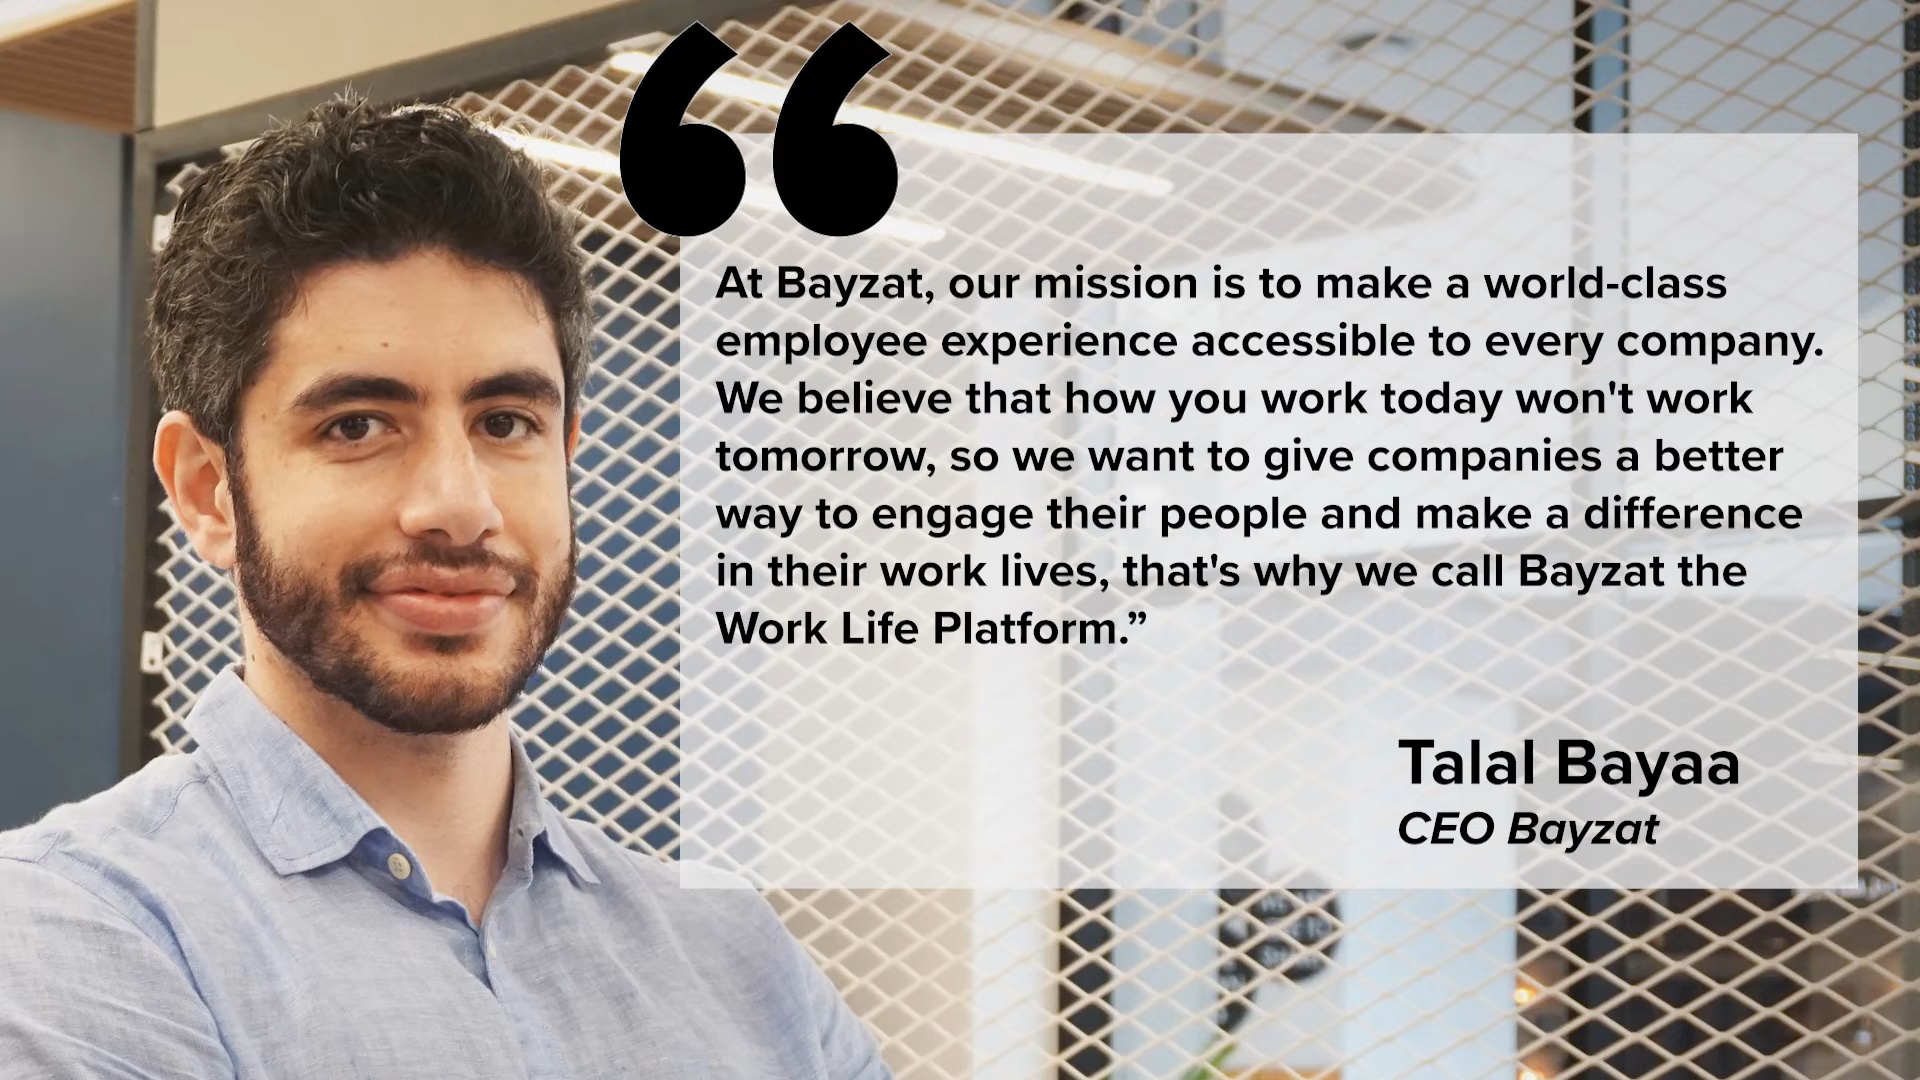 “
At Bayzat, our mission is to make a world-class
employee experience accessible to every company.
We believe that how you work today won't work
tomorrow, so we want to give companies a better
way to engage their people and make a difference
in their work lives, that's why we call Bayzat the
Work Life Platform.”
Talal Bayaa
CEO Bayzat